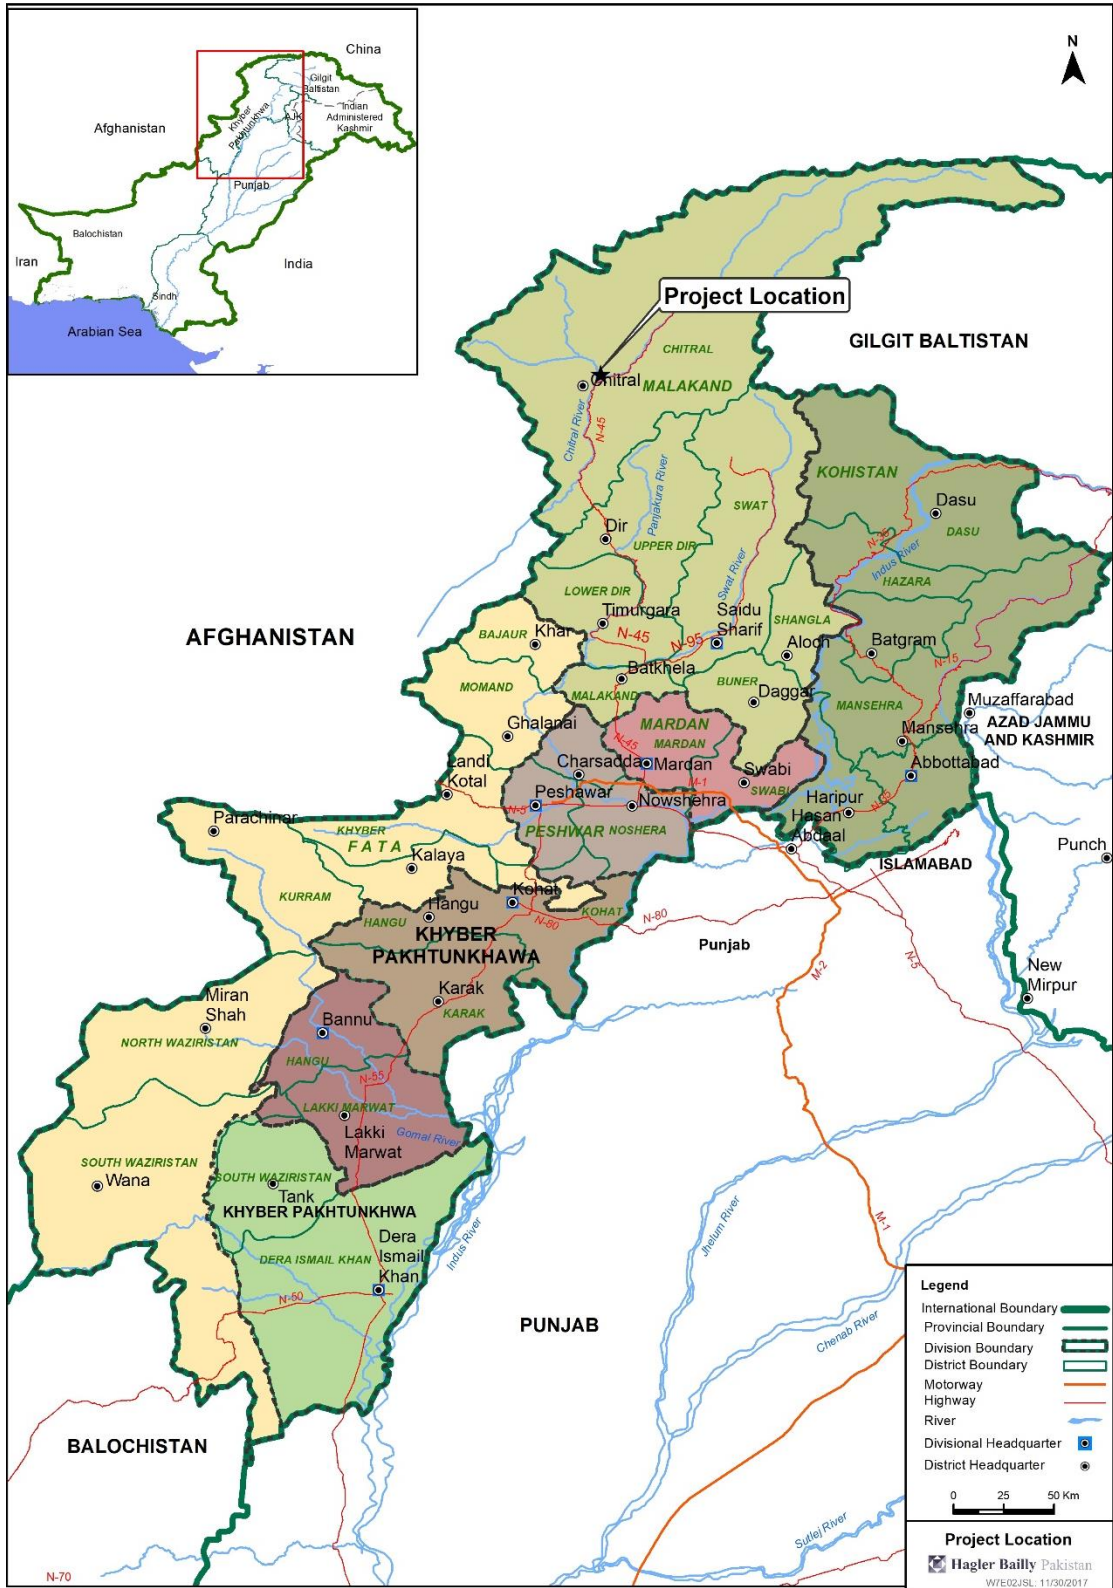 China
Gilgit
Baltistan
Khyber
Pakhtunkhwa
AJK
Indian
Administered
Kashmir
Afghanistan
Punjab
Balochistan
Iran
India
Sindh
Arabian Sea
N
Project Location
GILGIT BALTISTAN
CHITRAL
Chitral
MALAKAND
Chitral River
N-45
Panjakura River
KOHISTAN
SWAT
Dasu
Dir
UPPER DIR
DASU
N-35
Indus River
Swat River
HAZARA
LOWER DIR
Timurgara
Saidu
Sharif
SHANGLA
AFGHANISTAN
BAJAUR
Khar
N-45
N-95
Aloch
Batgram
N-15
MOMAND
Batkhela
MALAKAND
BUNER
Daggar
MANSEHRA
Muzaffarabad
AZAD JAMMU
AND KASHMIR
Ghalanai
MARDAN
MARDAN
N-45
Mansehra
Landi
Kotal
Charsadda
Mardan
M-1
Swabi
SWABI
Abbottabad
N-5
Peshawar
Nowshehra
Haripur
N-35
Hasan
Abdaal
Parachinar
KHYBER
FATA
PESHWAR
NOSHERA
ISLAMABAD
Punch
Kalaya
KURRAM
HANGU
Hangu
Kohat
KOHAT
N-80
N-80
KHYBER
PAKHTUNKHAWA
Punjab
M-2
N-5
New
Mirpur
Miran
Shah
Karak
KARAK
NORTH WAZIRISTAN
Bannu
HANGU
N-55
LAKKI MARWAT
Lakki
Marwat
Gomal River
SOUTH WAZIRISTAN
Wana
SOUTH WAZIRISTAN
Tank
KHYBER PAKHTUNKHWA
Indus River
Jhelum River
M-1
Dera
Ismail
Khan
DERA ISMAIL KHAN
N-50
PUNJAB
Chenab River
BALOCHISTAN
Sutlej River
N-70
Legend
International Boundary
Provincial Boundary
Division Boundary
District Boundary
Motorway
Highway
River
Divisional Headquarter
District Headquarter
0 25 50 Km
Project Location
Hagler Bailly Pakistan
W7E02JSL: 11/30/2017